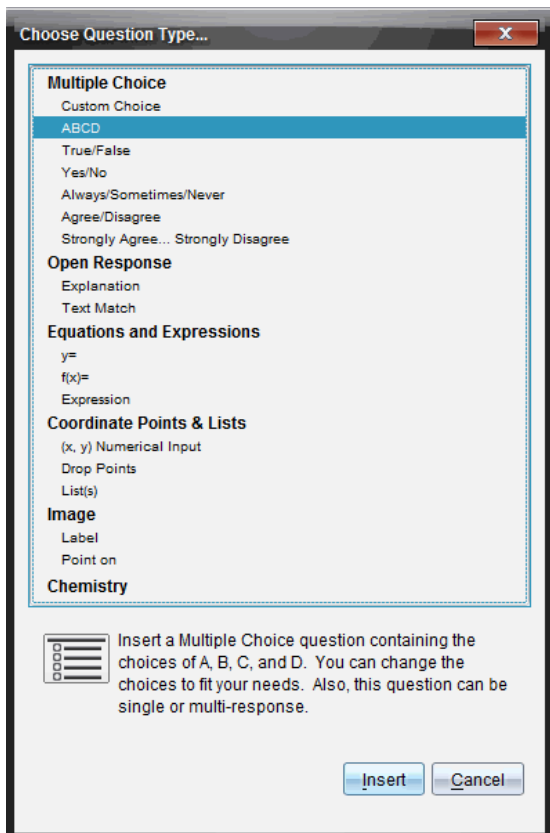 Choose Question Type...
x
Multiple Choice
Custom Choice
ABCD
True/False
Yes/No
Always/Sometimes/Never
Agree/Disagree
Strongly Agree... Strongly Disagree
Open Response
Explanation
Text Match
Equations and Expressions
y=
f(x)=
Expression
Coordinate Points & Lists
(x, y) Numerical Input
Drop Points
List(s)
Image
Label
Point on
Chemistry
Insert a Multiple Choice question containing the
choices of A, B, C, and D.  You can change the
choices to fit your needs.  Also, this question can be
single or multi-response.
Insert
Cancel